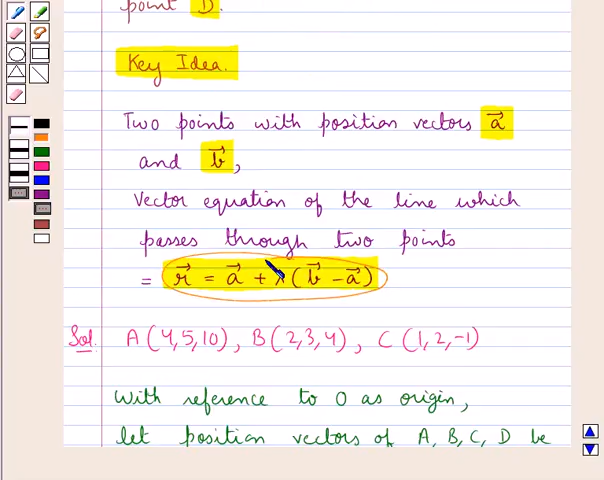 point D.
Key Idea.
Two points with position vectors a⃗
and b⃗,
Vector equation of the line which
passes through two points
= r⃗ = a⃗ + λ(b⃗ - a⃗)
Sol. A(4,5,10), B(2,3,4), C(1,2,-1)
With reference to O as origin,
let position vectors of A, B, C, D be